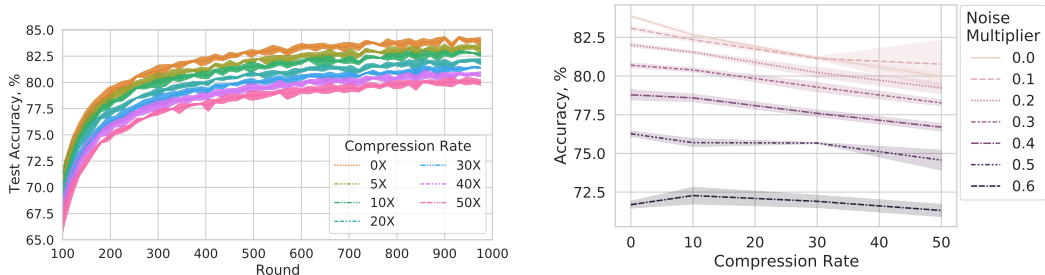 85.0
82.5
80.0
77.5
75.0
72.5
70.0
67.5
65.0
Test Accuracy, %
100 200 300 400 500 600 700 800 900 1000
Round
Compression Rate
0X 30X
5X 40X
10X 50X
20X
82.5
80.0
77.5
75.0
72.5
Accuracy, %
0 10 20 30 40 50
Compression Rate
Noise
Multiplier
0.0
0.1
0.2
0.3
0.4
0.5
0.6